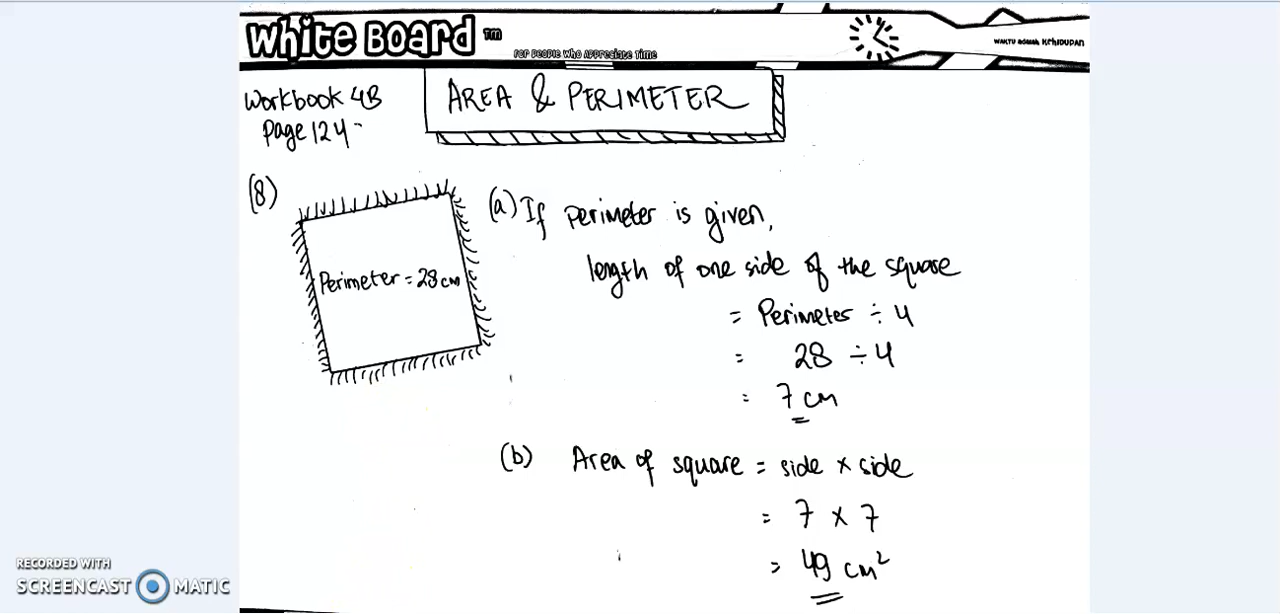 White BOARD TM
FOR PEOPLE WHO APPRECIATE TIME
WAKTU ADALAH KEHIDUPAN
Workbook 4B
Page 124
AREA & PERIMETER
(8)
Perimeter = 28 cm
(a) If perimeter is given,
length of one side of the square
= Perimeter ÷ 4
= 28 ÷ 4
= 7 cm
(b) Area of square = side × side
= 7 × 7
= 49 cm²
RECORDED WITH
SCREENCAST MATIC